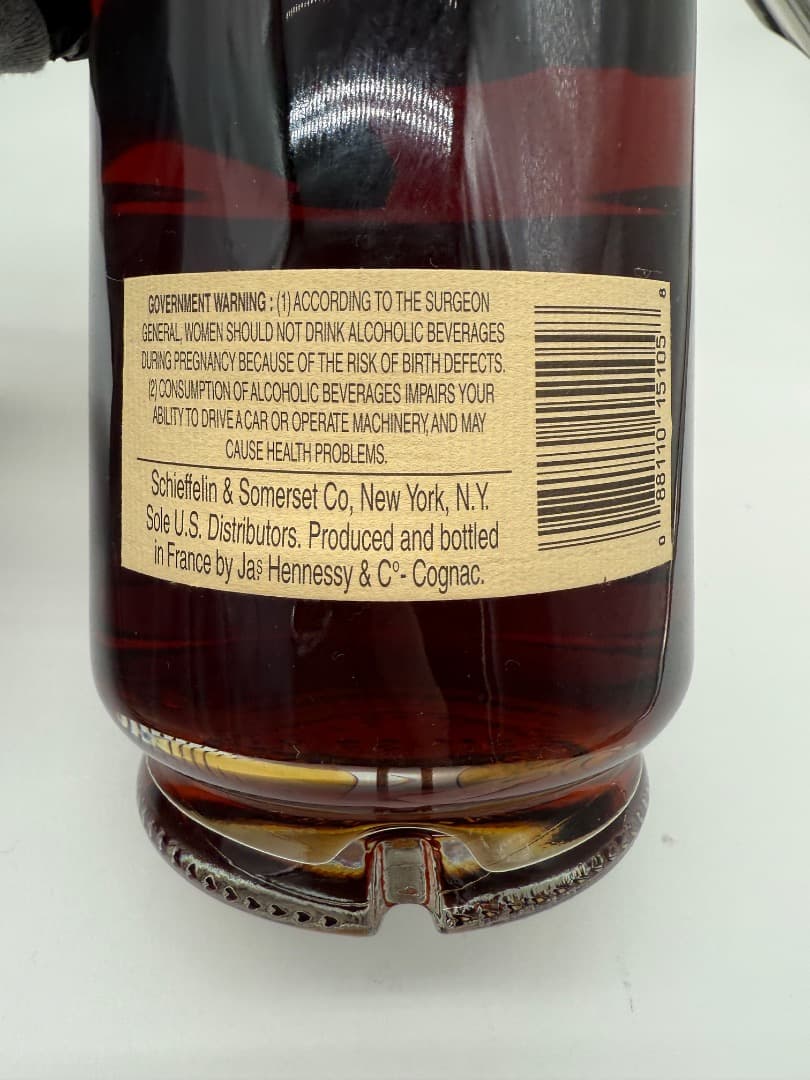 GOVERNMENT WARNING : (1) ACCORDING TO THE SURGEON
GENERAL, WOMEN SHOULD NOT DRINK ALCOHOLIC BEVERAGES
DURING PREGNANCY BECAUSE OF THE RISK OF BIRTH DEFECTS.
(2) CONSUMPTION OF ALCOHOLIC BEVERAGES IMPAIRS YOUR
ABILITY TO DRIVE A CAR OR OPERATE MACHINERY, AND MAY
CAUSE HEALTH PROBLEMS.
Schieffelin & Somerset Co, New York, N.Y.
Sole U.S. Distributors. Produced and bottled
in France by Jas Hennessy & Cº- Cognac.
0 88110 15105 8